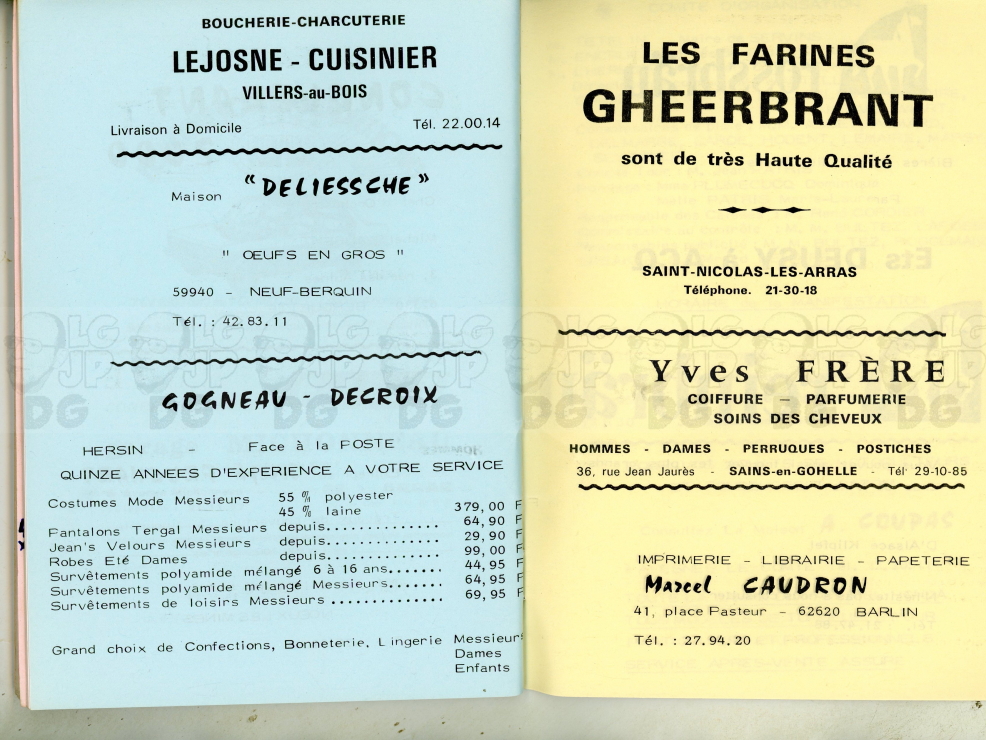 BOUCHERIE-CHARCUTERIE
LEJOSNE - CUISINIER
VILLERS-au-BOIS
Livraison à Domicile Tél. 22.00.14
Maison "DELIESSCHE"
" ŒUFS EN GROS "
59940 - NEUF-BERQUIN
Tél. : 42.83.11
GOGNEAU - DECROIX
HERSIN - Face à la POSTE
QUINZE ANNEES D'EXPERIENCE A VOTRE SERVICE
Costumes Mode Messieurs 55 % polyester
45 % laine 379,00 F
Pantalons Tergal Messieurs depuis.............. 64,90 F
Jean's Velours Messieurs depuis.............. 29,90 F
Robes Eté Dames depuis.............. 99,00 F
Survêtements polyamide mélangé 6 à 16 ans....... 44,95 F
Survêtements polyamide mélangé Messieurs....... 64,95 F
Survêtements de loisirs Messieurs .............. 69,95 F
Grand choix de Confections, Bonneterie, Lingerie Messieurs
Dames
Enfants
LES FARINES
GHEERBRANT
sont de très Haute Qualité
SAINT-NICOLAS-LES-ARRAS
Téléphone. 21-30-18
Yves FRÈRE
COIFFURE - PARFUMERIE
SOINS DES CHEVEUX
HOMMES - DAMES - PERRUQUES - POSTICHES
36, rue Jean Jaurès - SAINS-en-GOHELLE - Tél. 29-10-85
IMPRIMERIE - LIBRAIRIE - PAPETERIE
Marcel CAUDRON
41, place Pasteur - 62620 BARLIN
Tél. : 27.94.20
LG JP DG